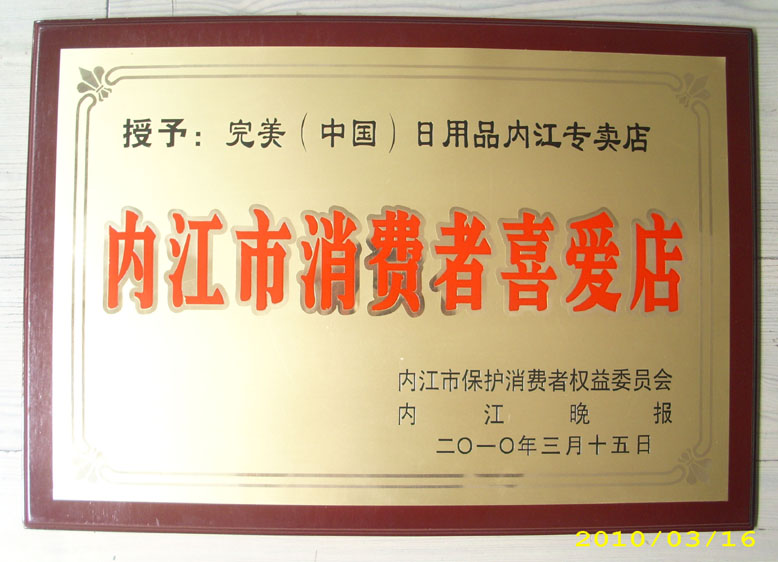 授予：完美（中国）日用品内江专卖店
内江市消费者喜爱店
内江市保护消费者权益委员会
内江晚报
二〇一〇年三月十五日
2010/03/16